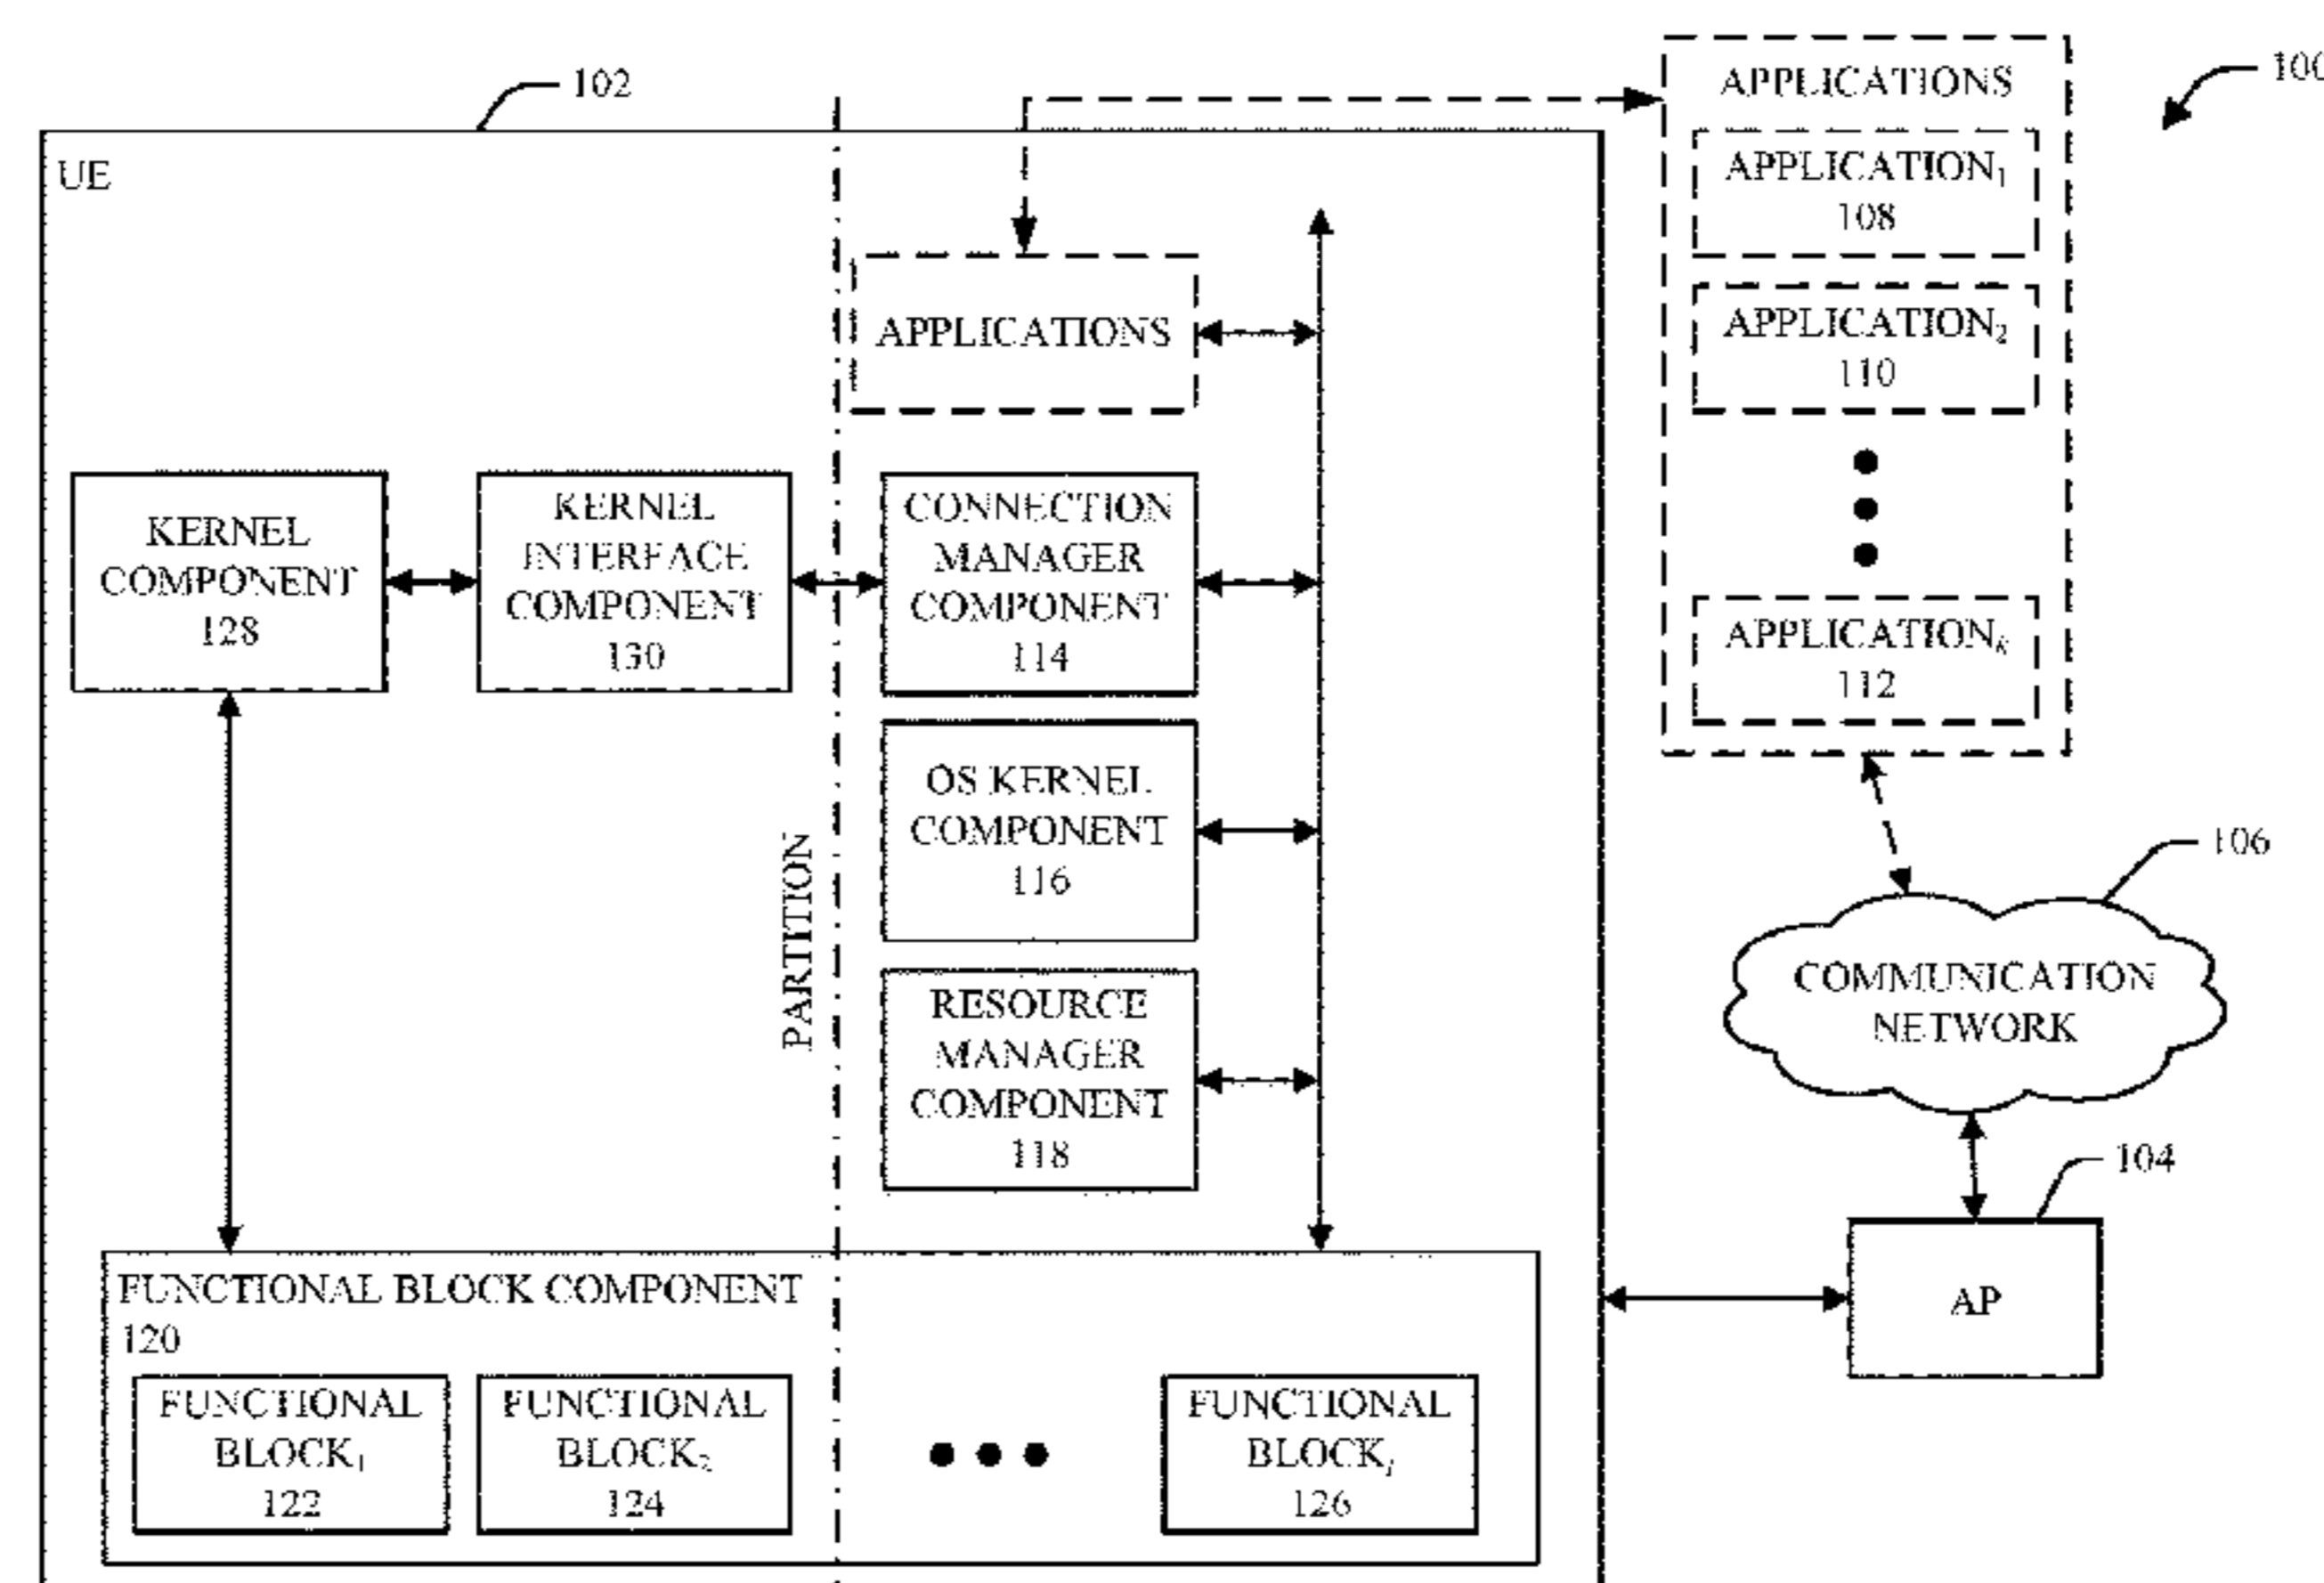 102
100
UE
APPLICATIONS
APPLICATION₁
108
APPLICATION₂
110
APPLICATIONₖ
112
APPLICATIONS
KERNEL
COMPONENT
128
KERNEL
INTERFACE
COMPONENT
130
CONNECTION
MANAGER
COMPONENT
114
OS KERNEL
COMPONENT
116
RESOURCE
MANAGER
COMPONENT
118
PARTITION
106
COMMUNICATION
NETWORK
104
AP
FUNCTIONAL BLOCK COMPONENT
120
FUNCTIONAL
BLOCK₁
122
FUNCTIONAL
BLOCK₂
124
FUNCTIONAL
BLOCKⱼ
126